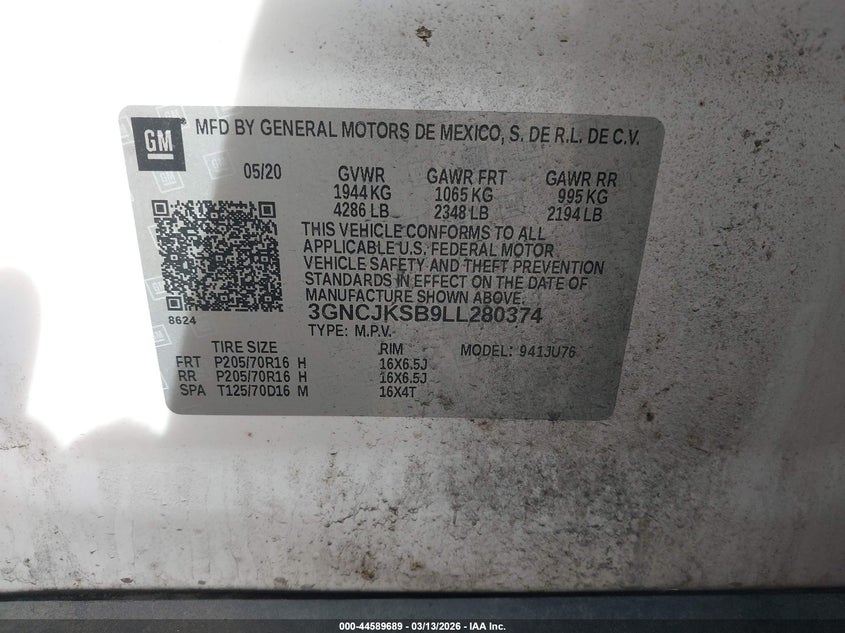 GM
MFD BY GENERAL MOTORS DE MEXICO, S. DE R.L. DE C.V.
05/20 GVWR GAWR FRT GAWR RR
1944 KG 1065 KG 995 KG
4286 LB 2348 LB 2194 LB
THIS VEHICLE CONFORMS TO ALL
APPLICABLE U.S. FEDERAL MOTOR
VEHICLE SAFETY AND THEFT PREVENTION
STANDARDS IN EFFECT ON THE DATE OF
MANUFACTURE SHOWN ABOVE.
8624
3GNCJKSB9LL280374
TYPE: M.P.V.
TIRE SIZE RIM MODEL: 941JU76
FRT P205/70R16 H 16X6.5J
RR P205/70R16 H 16X6.5J
SPA T125/70D16 M 16X4T
000-44589689 | 03/13/2026 | IAA Inc.